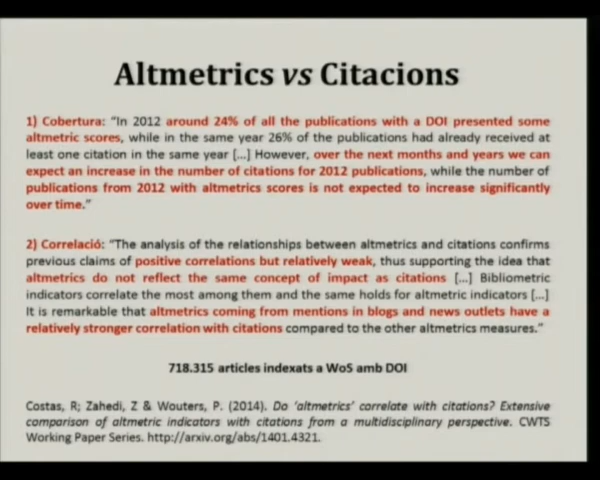 Altmetrics vs Citacions
1) Cobertura: “In 2012 around 24% of all the publications with a DOI presented some
altmetric scores, while in the same year 26% of the publications had already received at
least one citation in the same year [...] However, over the next months and years we can
expect an increase in the number of citations for 2012 publications, while the number of
publications from 2012 with altmetrics scores is not expected to increase significantly
over time.”
2) Correlació: “The analysis of the relationships between altmetrics and citations confirms
previous claims of positive correlations but relatively weak, thus supporting the idea that
altmetrics do not reflect the same concept of impact as citations [...] Bibliometric
indicators correlate the most among them and the same holds for altmetric indicators [...]
It is remarkable that altmetrics coming from mentions in blogs and news outlets have a
relatively stronger correlation with citations compared to the other altmetrics measures.”
718.315 articles indexats a WoS amb DOI
Costas, R; Zahedi, Z & Wouters, P. (2014). Do ‘altmetrics’ correlate with citations? Extensive
comparison of altmetric indicators with citations from a multidisciplinary perspective. CWTS
Working Paper Series. http://arxiv.org/abs/1401.4321.